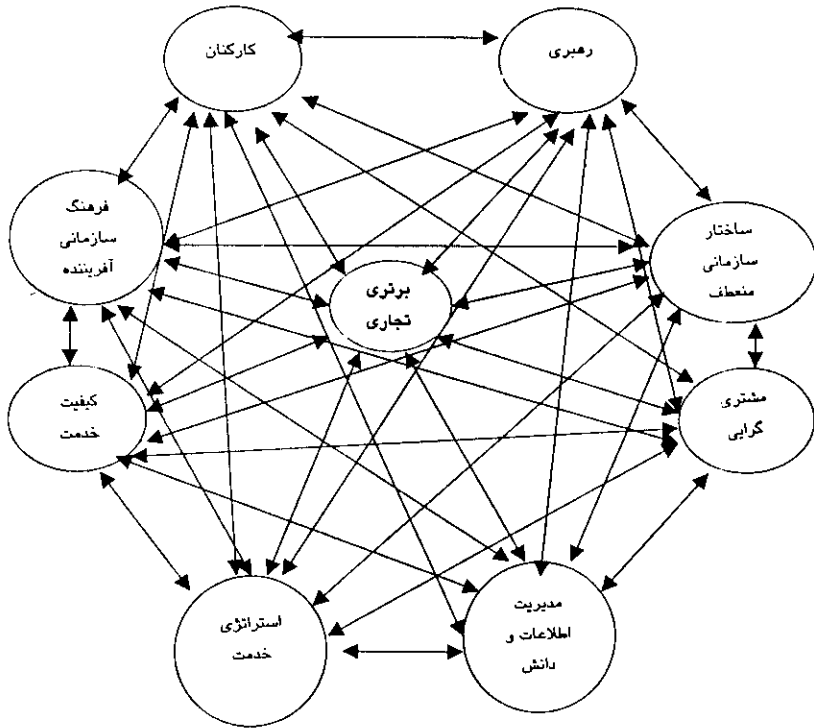 رهبری
کارکنان
ساختار
سازمانی
منعطف
فرهنگ
سازمانی
آفریننده
برتری
تجاری
مشتری
گرایی
کیفیت
خدمت
مدیریت
اطلاعات و
دانش
استراتژی
خدمت